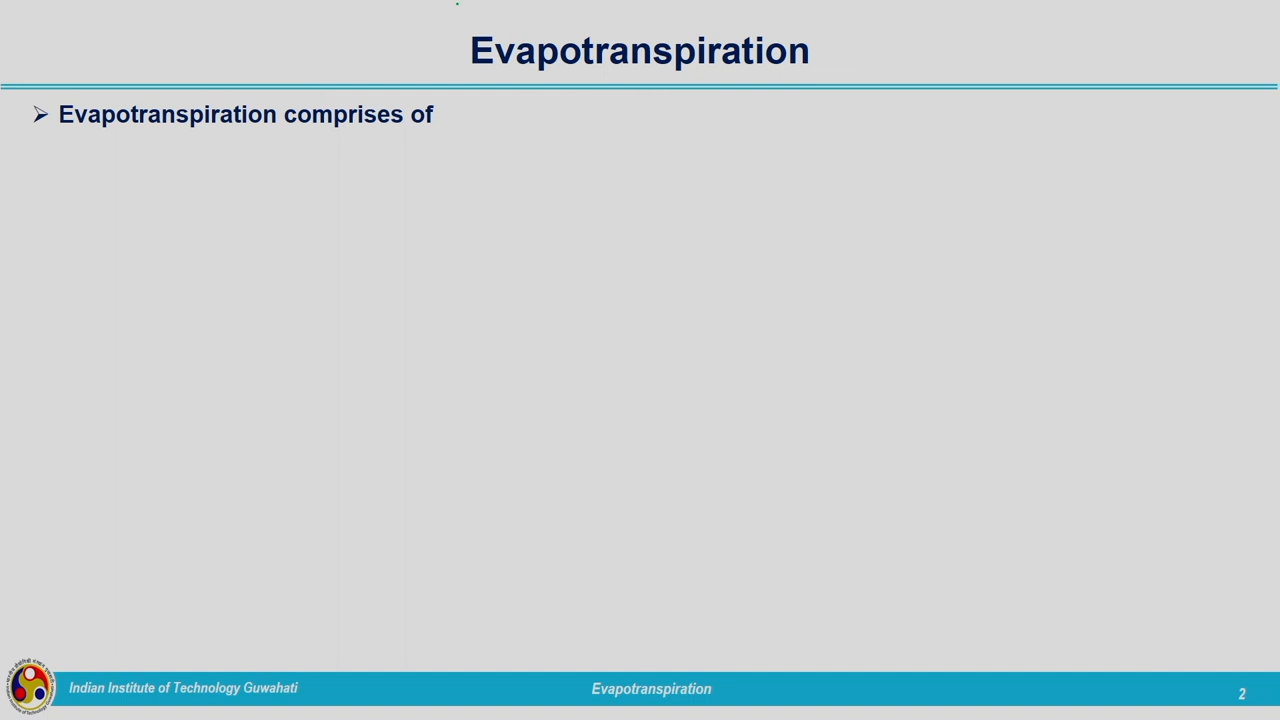 Evapotranspiration
➢ Evapotranspiration comprises of
Indian Institute of Technology Guwahati
Evapotranspiration
2